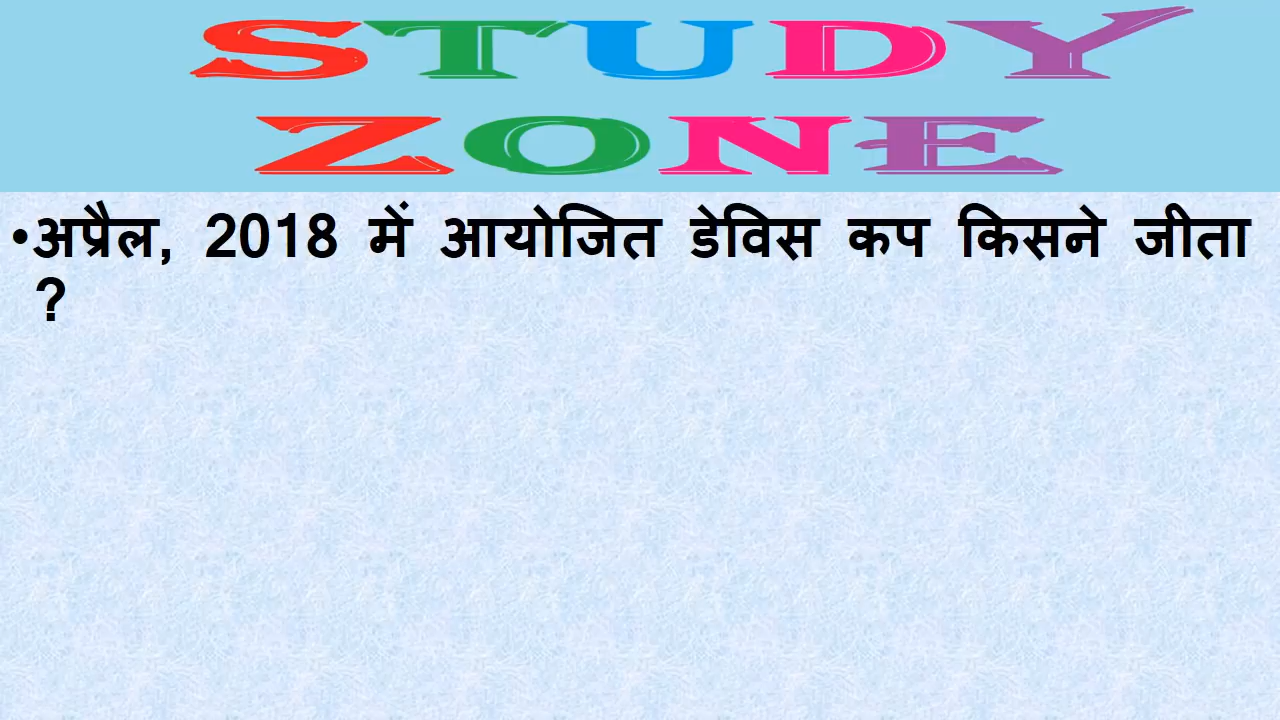 STUDY
ZONE
•अप्रैल, 2018 में आयोजित डेविस कप किसने जीता
?